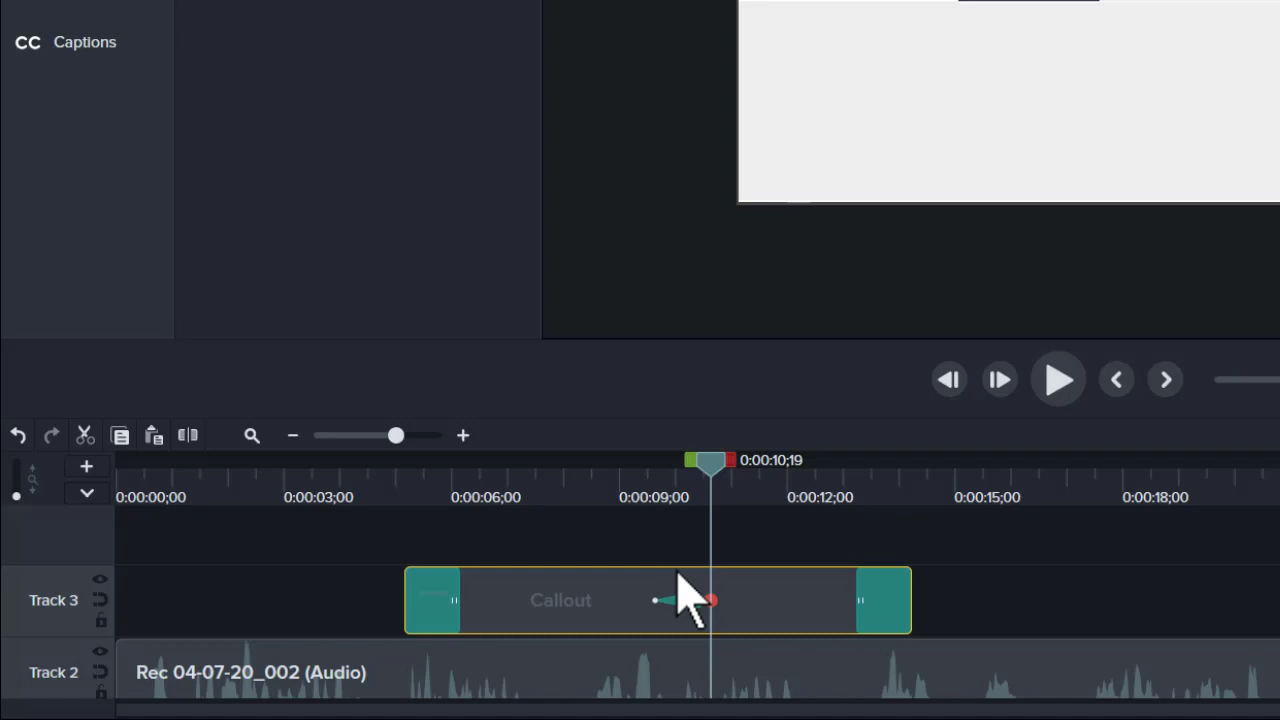 CC Captions
0:00:10;19
0:00:00;00 0:00:03;00 0:00:06;00 0:00:09;00 0:00:12;00 0:00:15;00 0:00:18;00
Track 3 Callout
Track 2 Rec 04-07-20_002 (Audio)